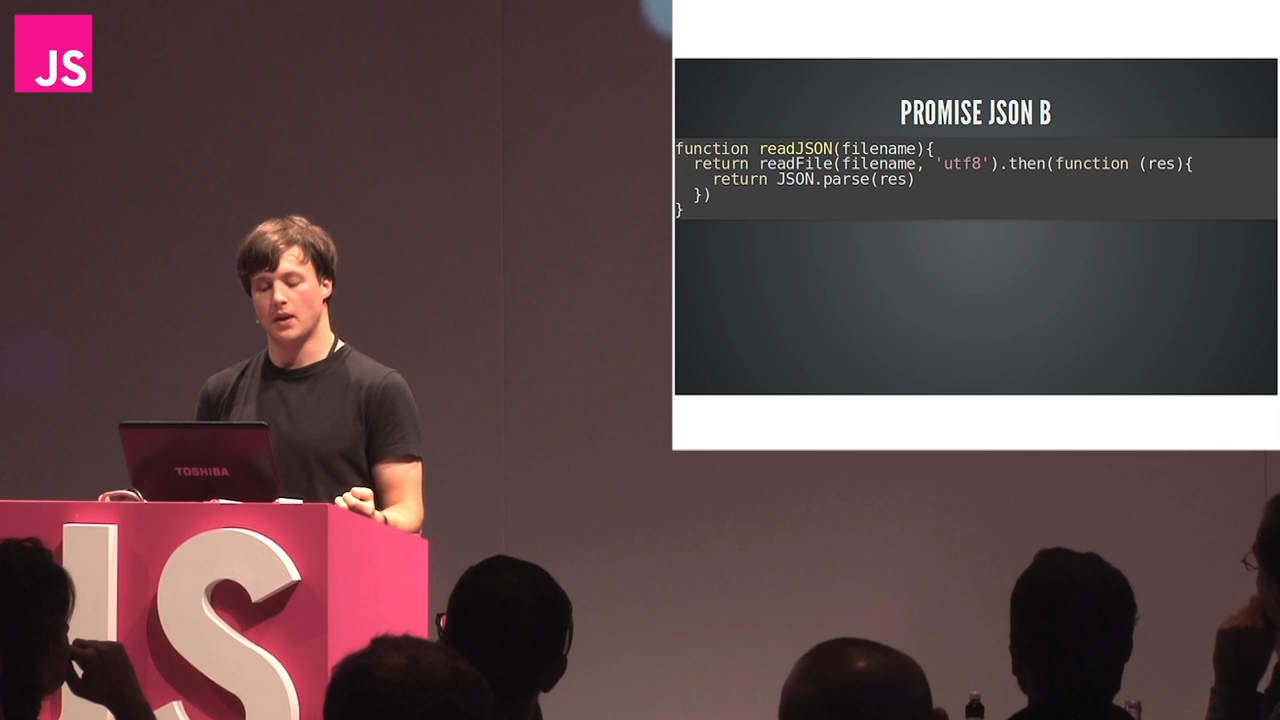 JS
PROMISE JSON B
function readJSON(filename){
  return readFile(filename, 'utf8').then(function (res){
    return JSON.parse(res)
  })
}
TOSHIBA
JS